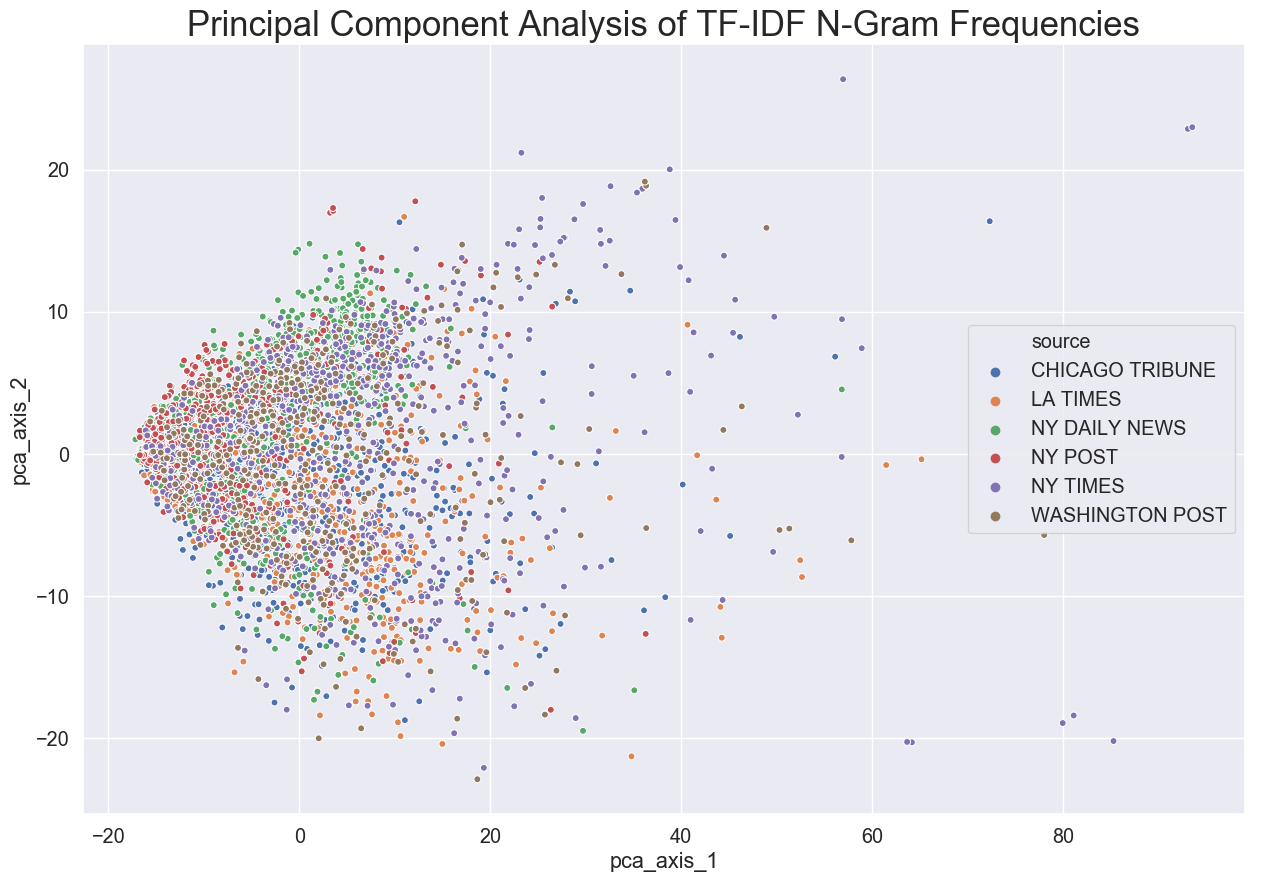 Principal Component Analysis of TF-IDF N-Gram Frequencies
pca_axis_2
20
10
0
−10
−20
source
CHICAGO TRIBUNE
LA TIMES
NY DAILY NEWS
NY POST
NY TIMES
WASHINGTON POST
−20 0 20 40 60 80
pca_axis_1